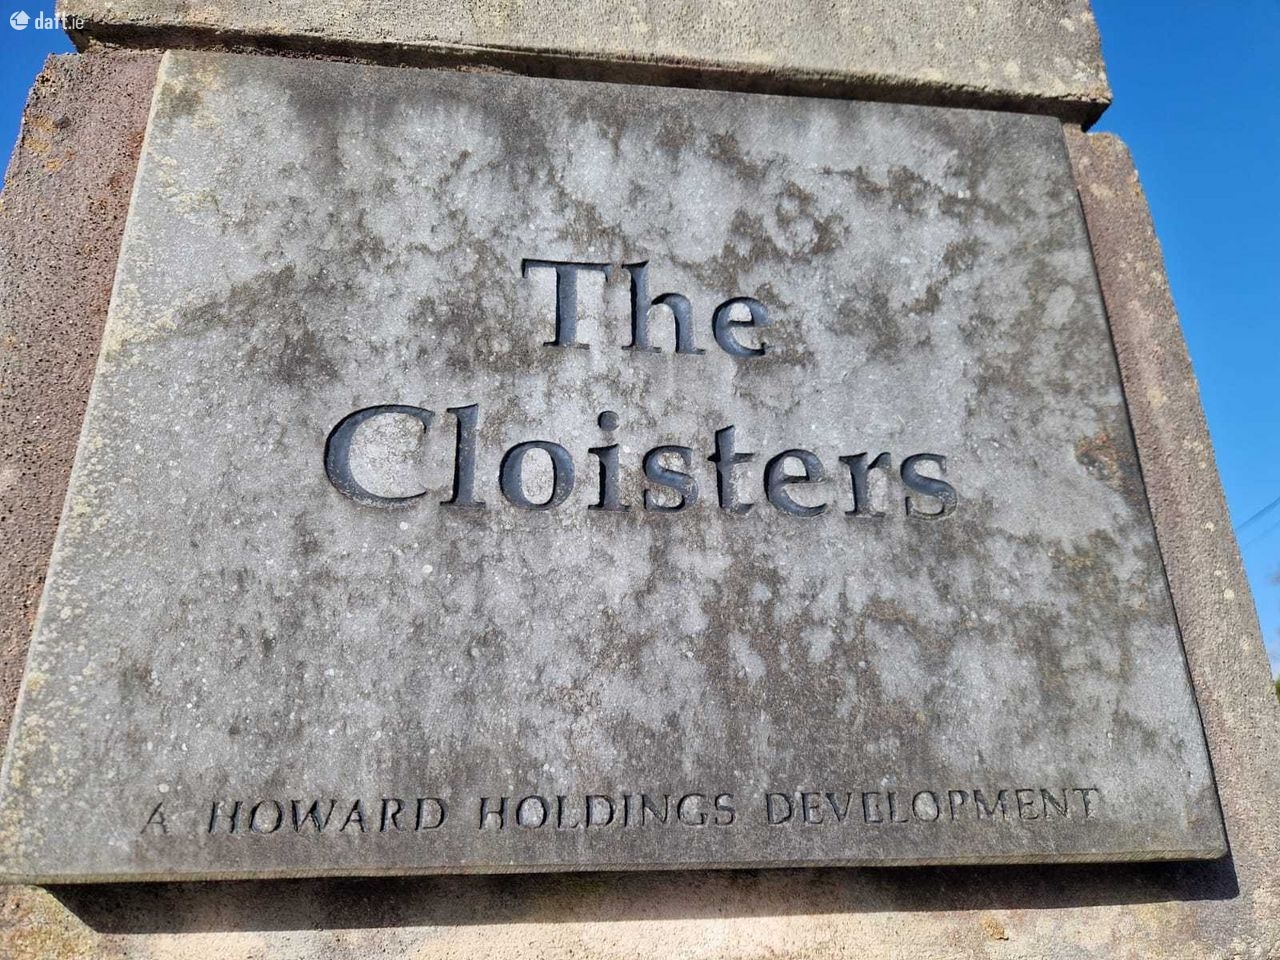 daft.ie
The
Cloisters
A HOWARD HOLDINGS DEVELOPMENT